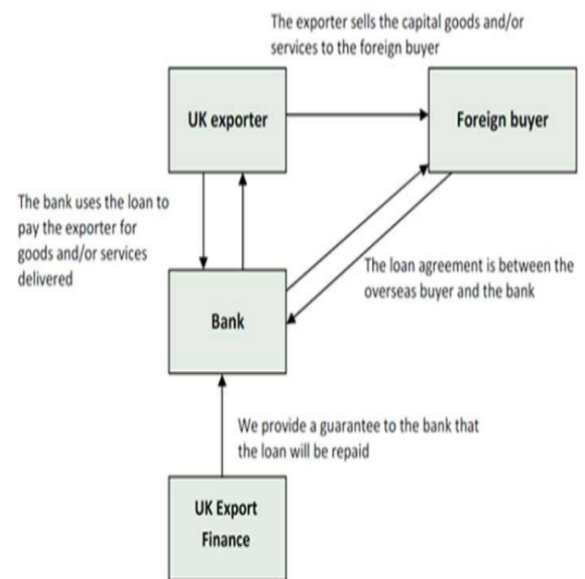 The exporter sells the capital goods and/or
services to the foreign buyer
UK exporter
Foreign buyer
The bank uses the loan to
pay the exporter for
goods and/or services
delivered
The loan agreement is between the
overseas buyer and the bank
Bank
We provide a guarantee to the bank that
the loan will be repaid
UK Export
Finance